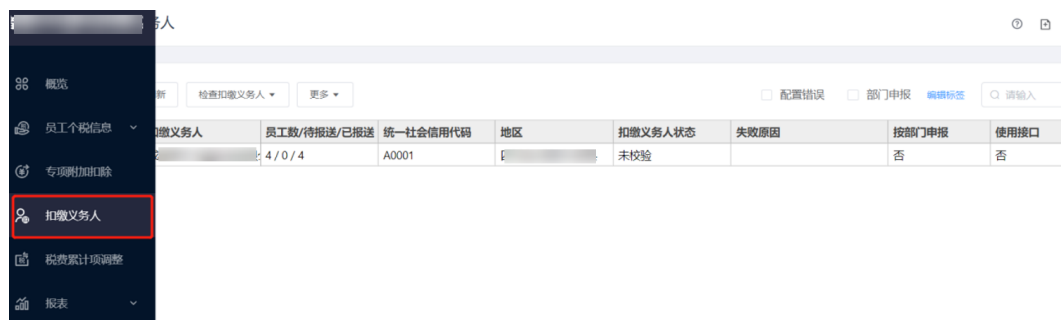 务人
概览
新 检查扣缴义务人 更多 配置错误 部门申报 编辑标签 请输入
员工个税信息
扣缴义务人 员工数/待报送/已报送 统一社会信用代码 地区 扣缴义务人状态 失败原因 按部门申报 使用接口
4 / 0 / 4 A0001 未校验 否 否
专项附加扣除
扣缴义务人
税费累计项调整
报表